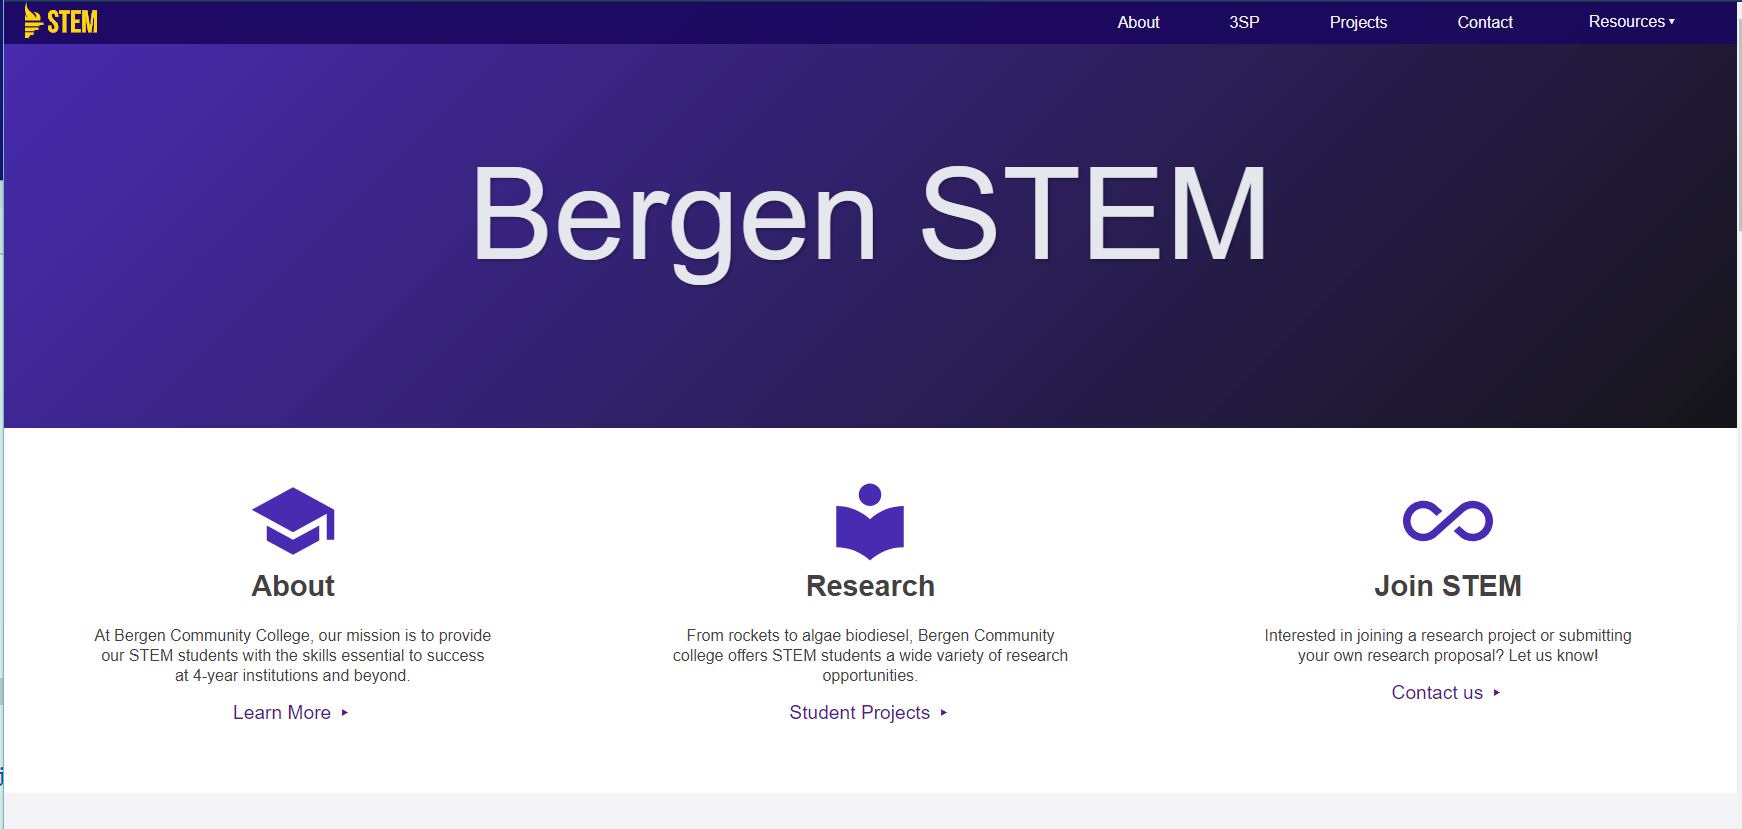 STEM
About 3SP Projects Contact Resources ▾
Bergen STEM
About
At Bergen Community College, our mission is to provide
our STEM students with the skills essential to success
at 4-year institutions and beyond.
Learn More ▸
Research
From rockets to algae biodiesel, Bergen Community
college offers STEM students a wide variety of research
opportunities.
Student Projects ▸
Join STEM
Interested in joining a research project or submitting
your own research proposal? Let us know!
Contact us ▸